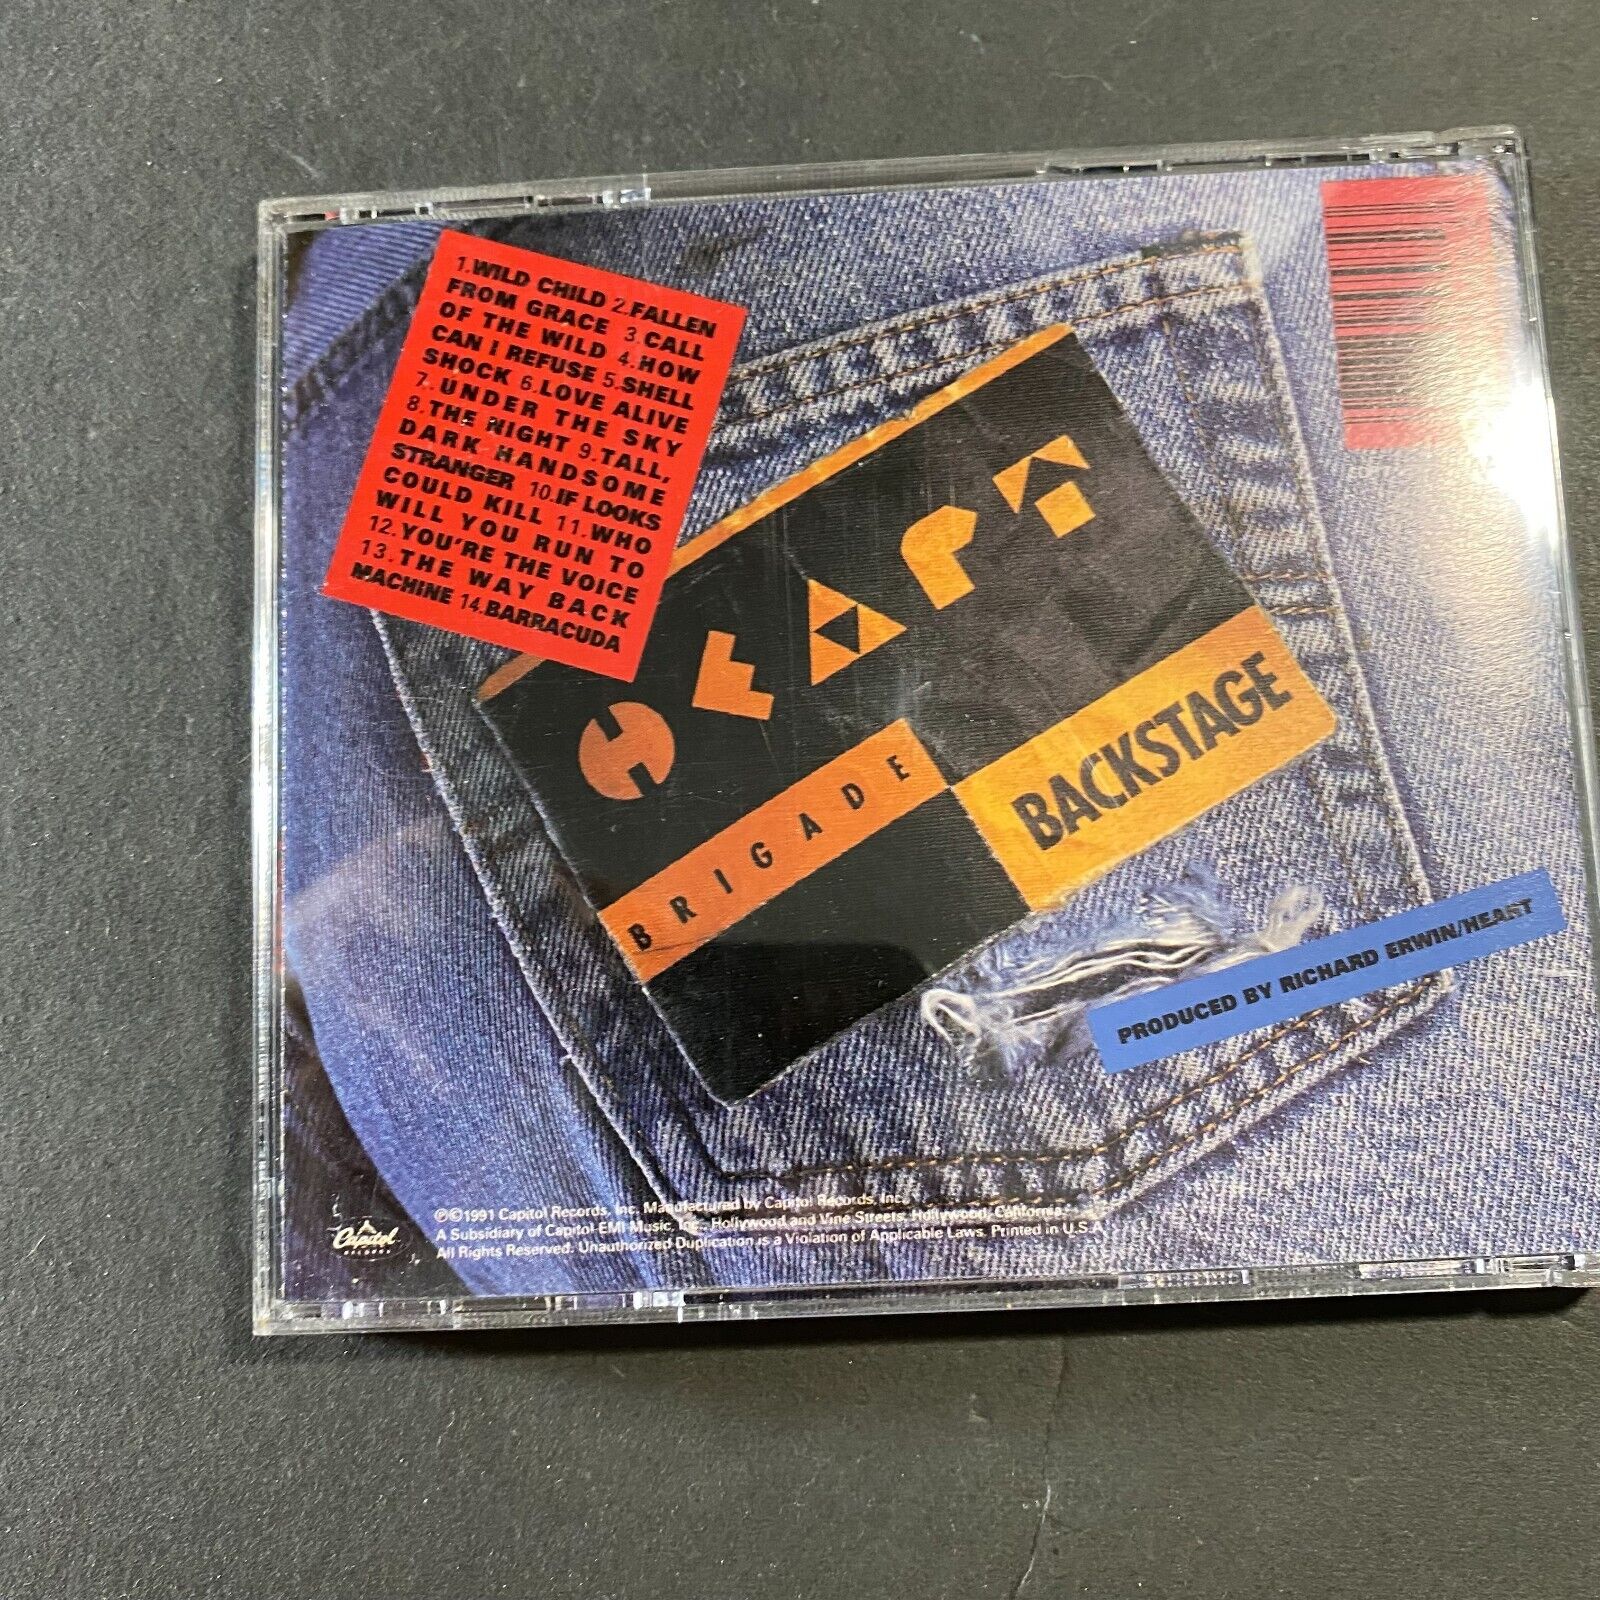 1. WILD CHILD 2. FALLEN
FROM GRACE 3. CALL
OF THE WILD 4. HOW
CAN I REFUSE 5. SHELL
SHOCK 6. LOVE ALIVE
7. UNDER THE SKY
8. THE NIGHT 9. TALL,
DARK HANDSOME
STRANGER 10. IF LOOKS
COULD KILL 11. WHO
WILL YOU RUN TO
12. YOU'RE THE VOICE
13. THE WAY BACK
MACHINE 14. BARRACUDA
HEART
BRIGADE
BACKSTAGE
PRODUCED BY RICHARD ERWIN/HEART
Capitol
RECORDS
℗©1991 Capitol Records, Inc. Manufactured by Capitol Records, Inc.
A Subsidiary of Capitol-EMI Music, Inc., Hollywood and Vine Streets, Hollywood, California.
All Rights Reserved. Unauthorized Duplication is a Violation of Applicable Laws. Printed in U.S.A.